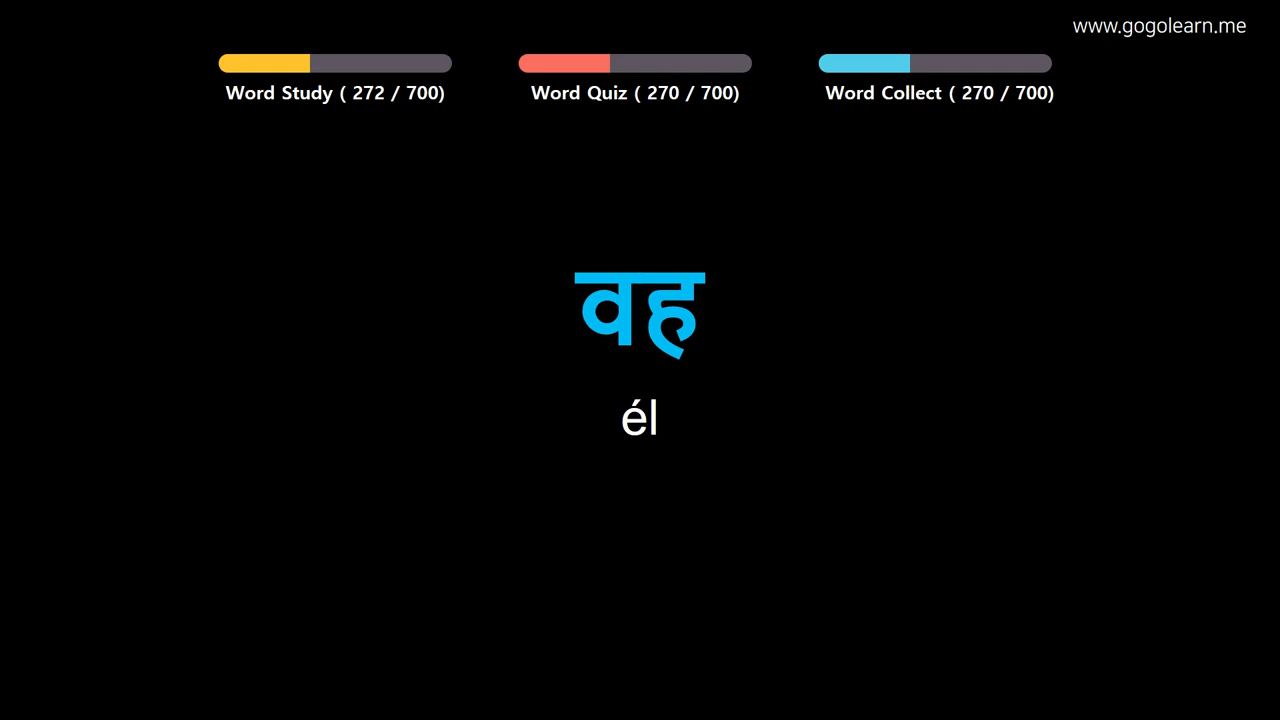 www.gogolearn.me
Word Study ( 272 / 700)
Word Quiz ( 270 / 700)
Word Collect ( 270 / 700)
वह
él